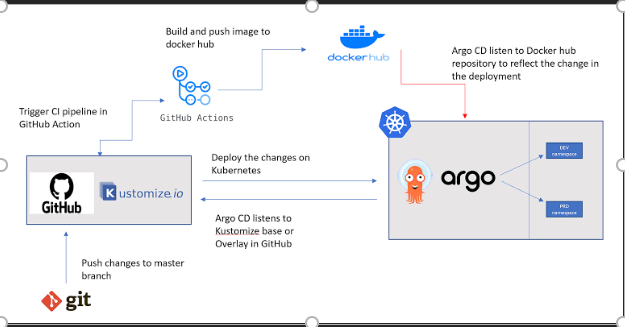 Build and push image to
docker hub
dockerhub
Argo CD listen to Docker hub
repository to reflect the change in
the deployment
Trigger CI pipeline in
GitHub Action
GitHub Actions
Deploy the changes on
Kubernetes
GitHub
Kustomize.io
argo
DEV
namespace
PRD
namespace
Argo CD listens to
Kustomize base or
Overlay in GitHub
Push changes to master
branch
git